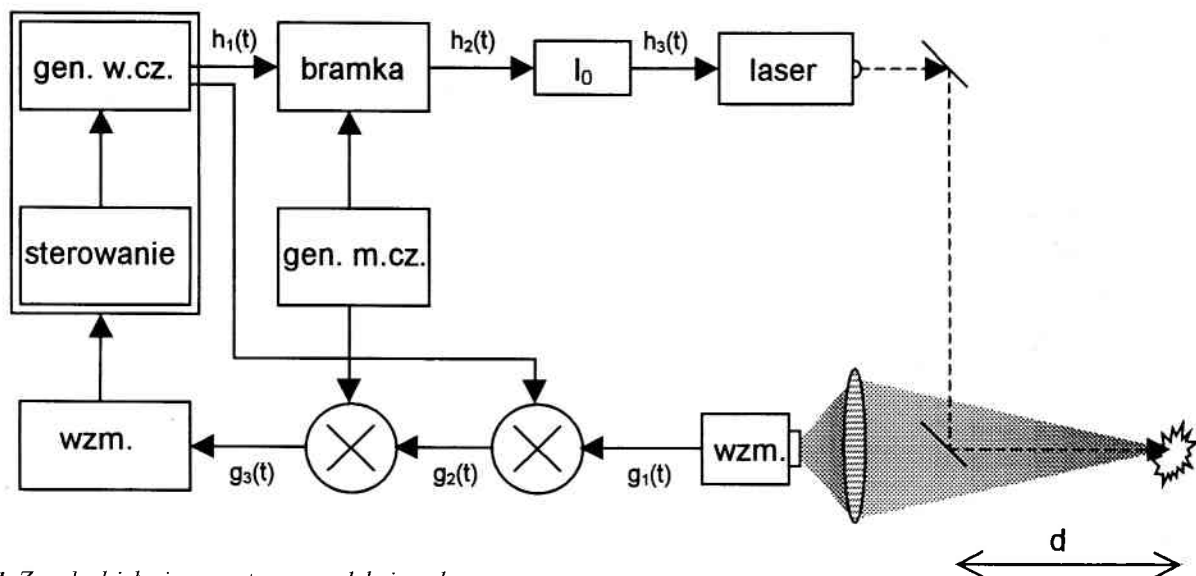 gen. w.cz.
h₁(t)
bramka
h₂(t)
I₀
h₃(t)
laser
sterowanie
gen. m.cz.
wzm.
g₃(t)
g₂(t)
g₁(t)
wzm.
d